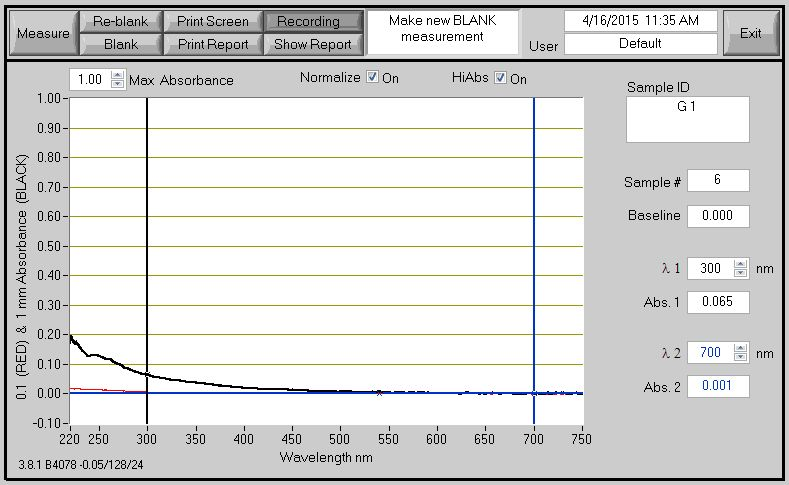 Measure
Re-blank
Print Screen
Recording
Blank
Print Report
Show Report
Make new BLANK
measurement
User
4/16/2015 11:35 AM
Default
Exit
1.00 Max Absorbance
Normalize On
HiAbs On
Sample ID
G 1
Sample # 6
Baseline 0.000
λ 1 300 nm
Abs. 1 0.065
λ 2 700 nm
Abs. 2 0.001
0.1 (RED) & 1 mm Absorbance (BLACK)
1.00
0.90
0.80
0.70
0.60
0.50
0.40
0.30
0.20
0.10
0.00
-0.10
220 250 300 350 400 450 500 550 600 650 700 750
Wavelength nm
3.8.1 B4078 -0.05/128/24